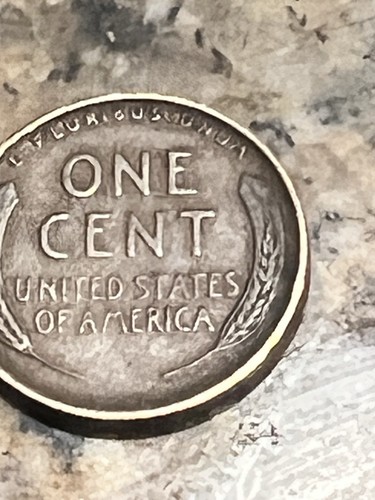 E PLURIBUS UNUM
ONE
CENT
UNITED STATES
OF AMERICA